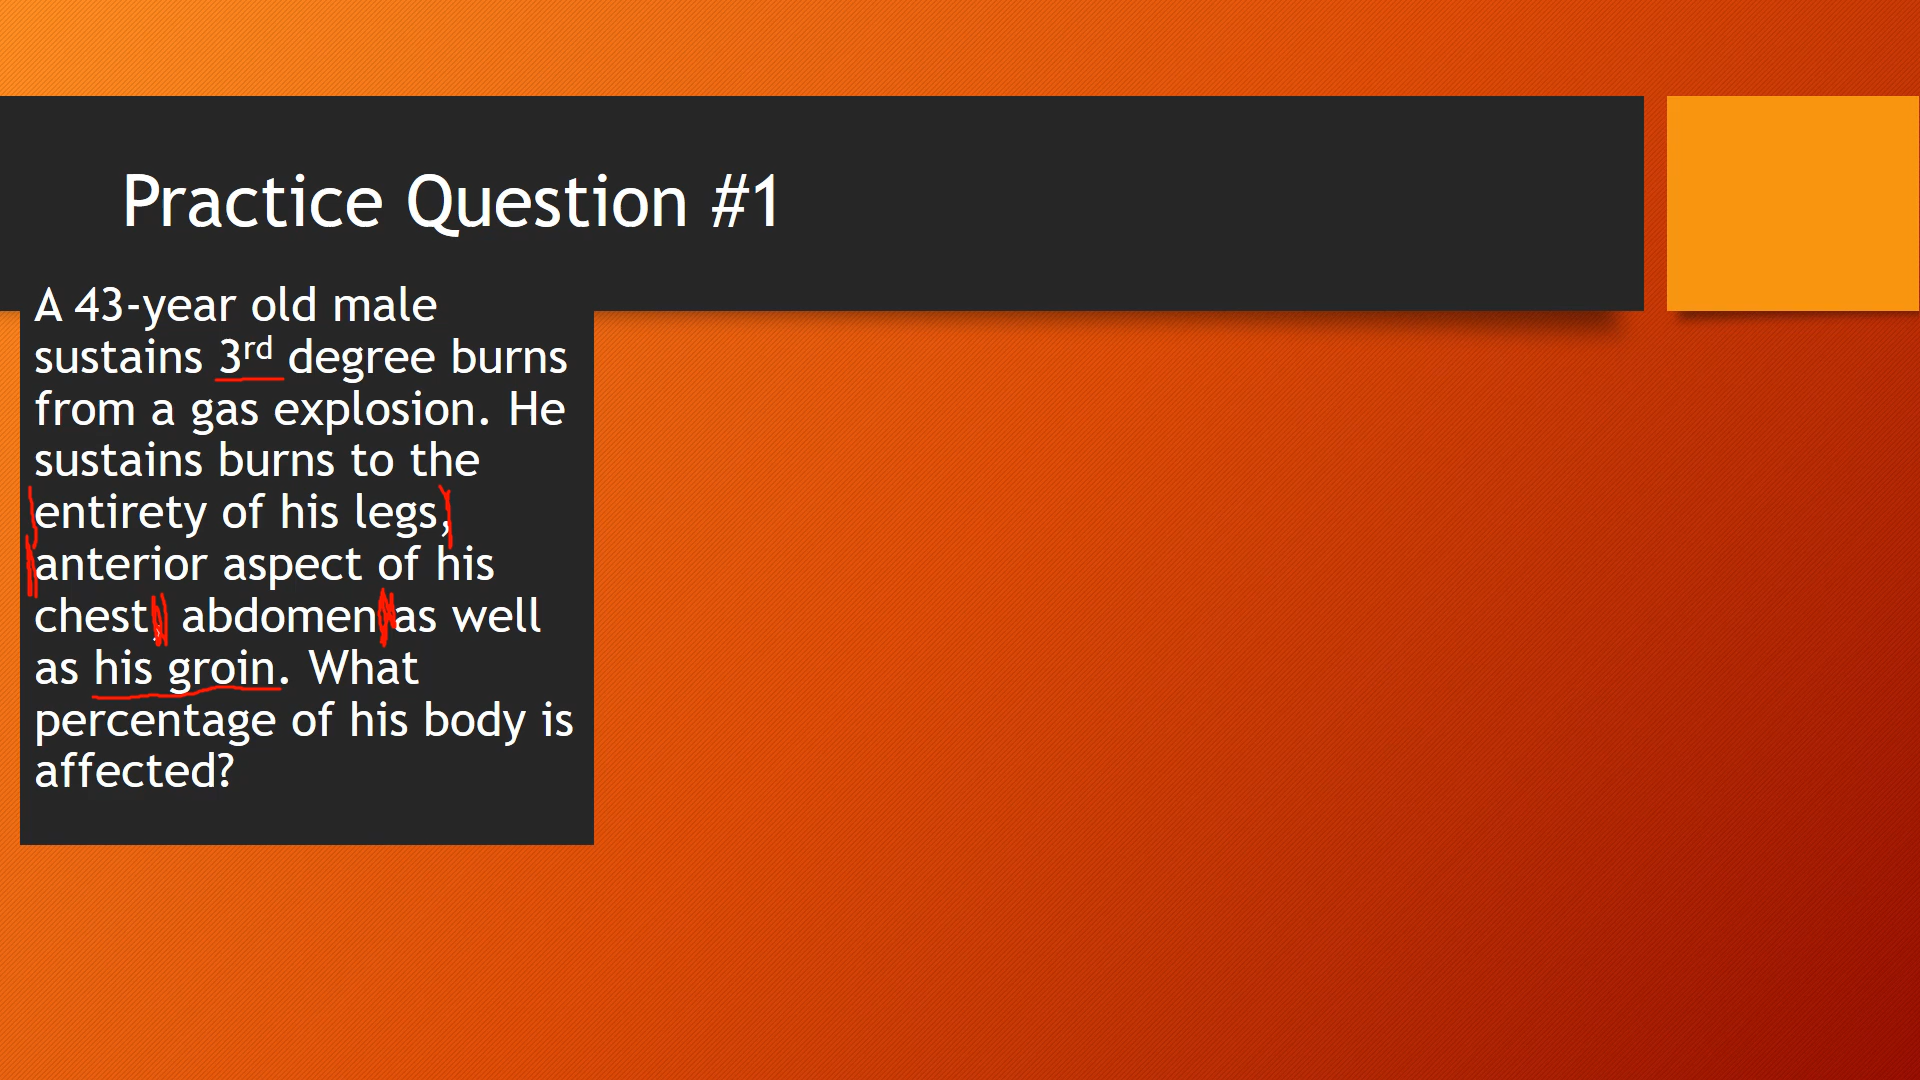 Practice Question #1
A 43-year old male
sustains 3rd degree burns
from a gas explosion. He
sustains burns to the
entirety of his legs,
anterior aspect of his
chest, abdomen as well
as his groin. What
percentage of his body is
affected?